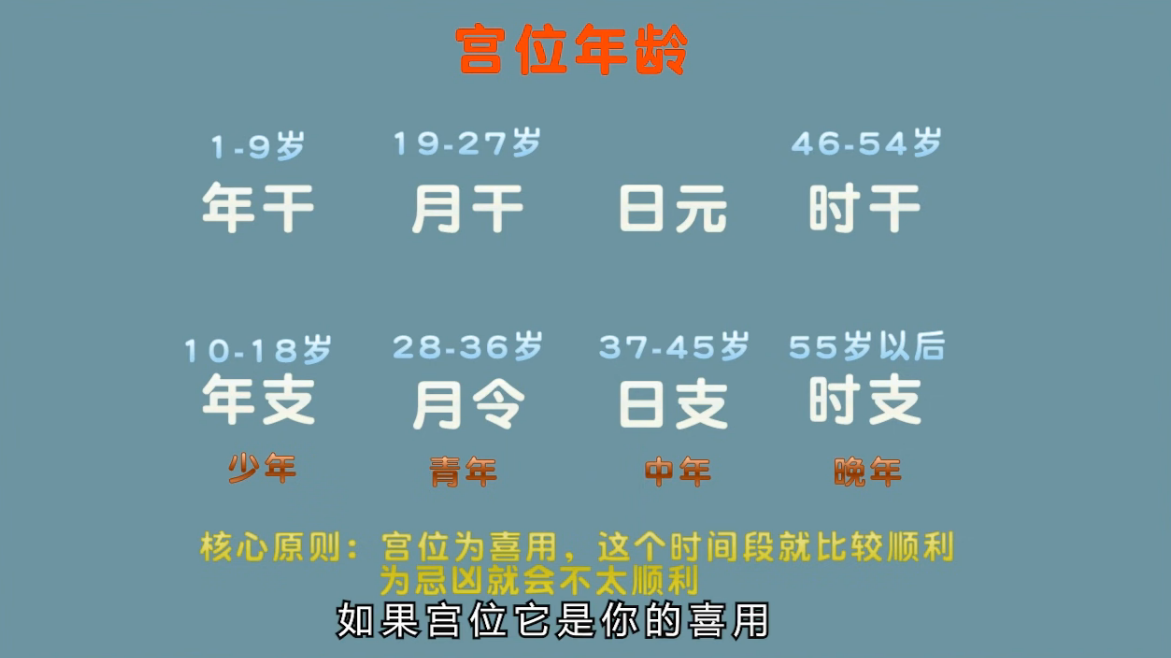 宫位年龄
1-9岁 19-27岁 46-54岁
年干 月干 日元 时干
10-18岁 28-36岁 37-45岁 55岁以后
年支 月令 日支 时支
少年 青年 中年 晚年
核心原则：宫位为喜用，这个时间段就比较顺利
为忌凶就会不太顺利
如果宫位它是你的喜用